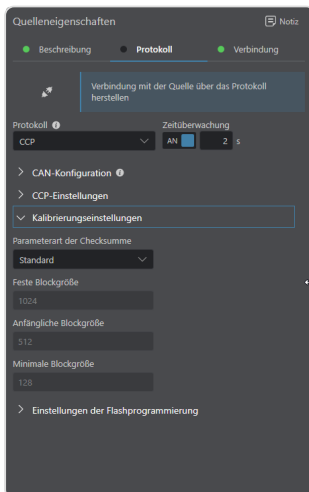 Quelleneigenschaften
Notiz
Beschreibung
Protokoll
Verbindung
Verbindung mit der Quelle über das Protokoll
herstellen
Protokoll
Zeitüberwachung
CCP
AN
2 s
CAN-Konfiguration
CCP-Einstellungen
Kalibrierungseinstellungen
Parameterart der Checksumme
Standard
Feste Blockgröße
1024
Anfängliche Blockgröße
512
Minimale Blockgröße
128
Einstellungen der Flashprogrammierung